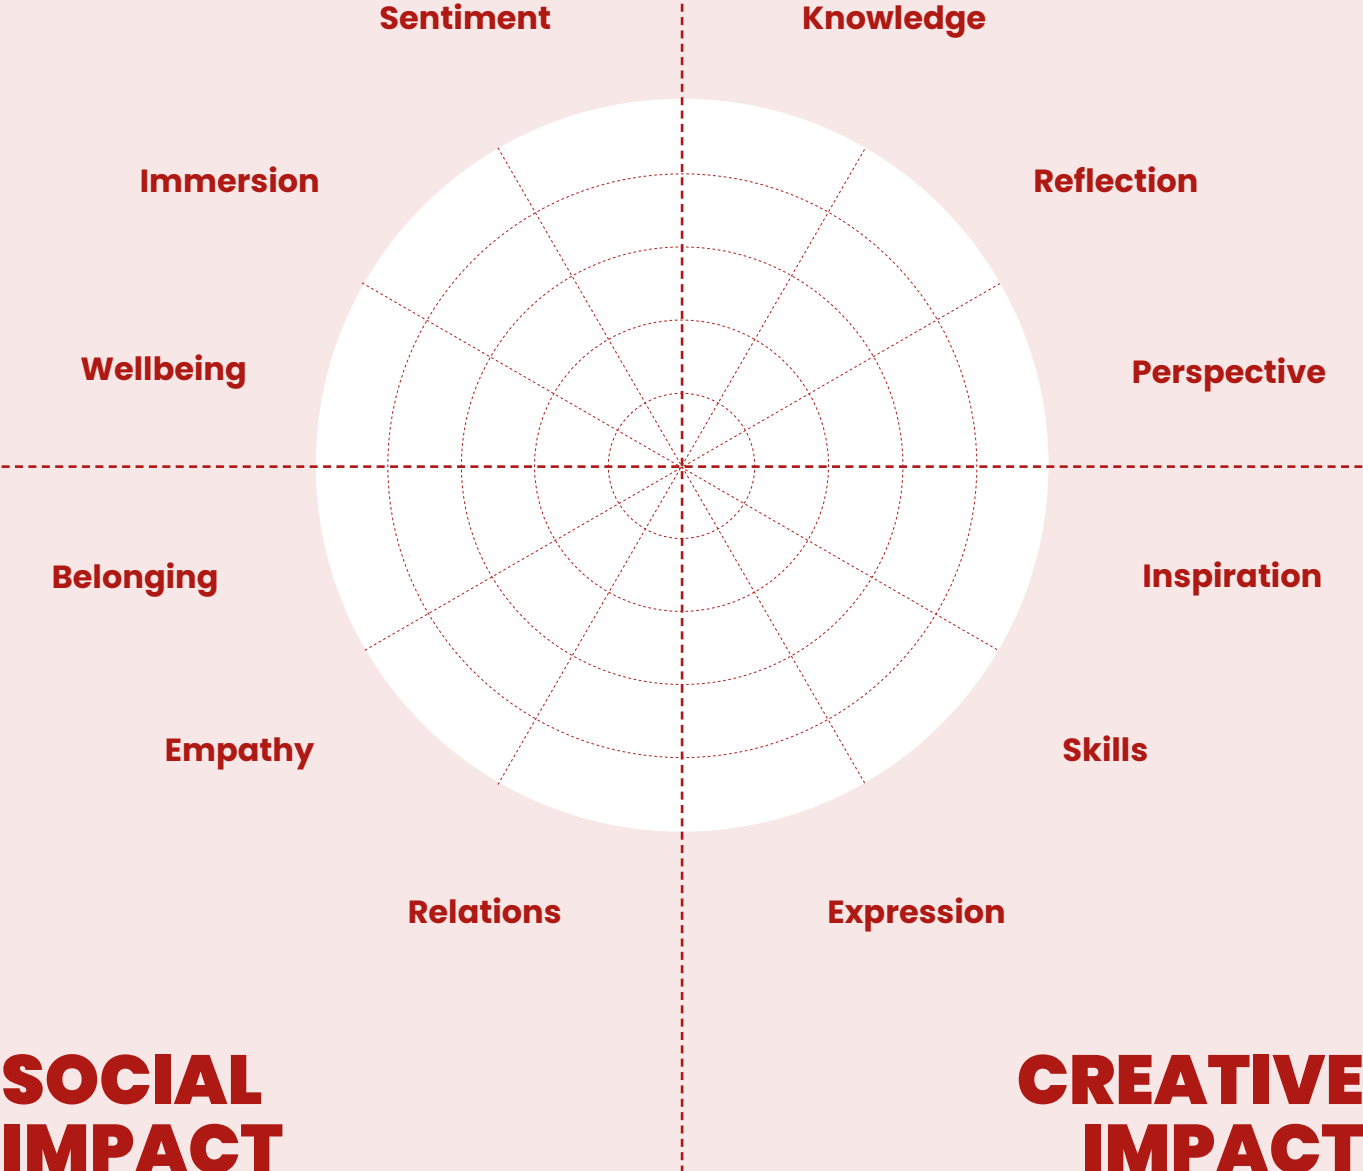 Sentiment
Knowledge
Immersion
Reflection
Wellbeing
Perspective
Belonging
Inspiration
Empathy
Skills
Relations
Expression
SOCIAL
IMPACT
CREATIVE
IMPACT